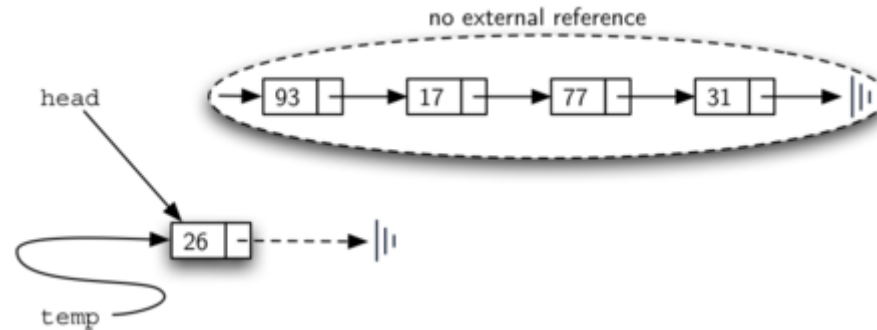 no external reference
93 17 77 31
head
26
temp